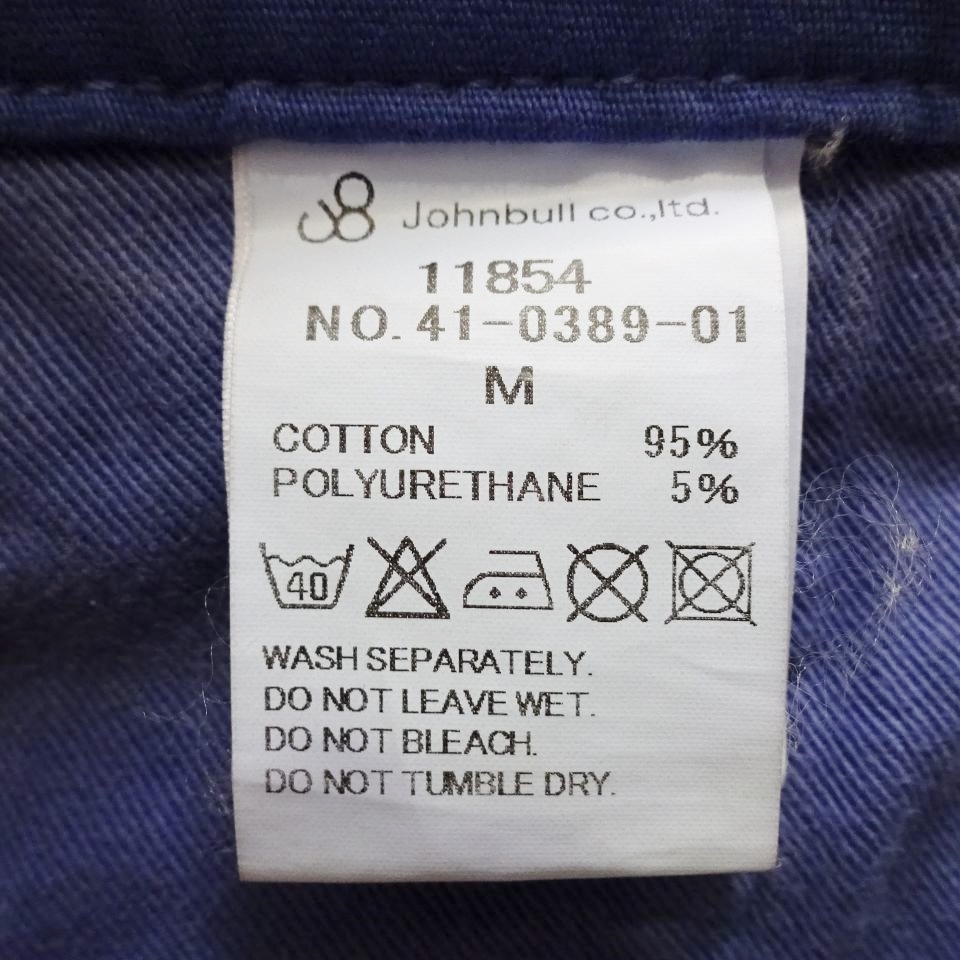 Johnbull co.,ltd.
11854
NO. 41-0389-01
M
COTTON 95%
POLYURETHANE 5%
40
WASH SEPARATELY.
DO NOT LEAVE WET.
DO NOT BLEACH.
DO NOT TUMBLE DRY.